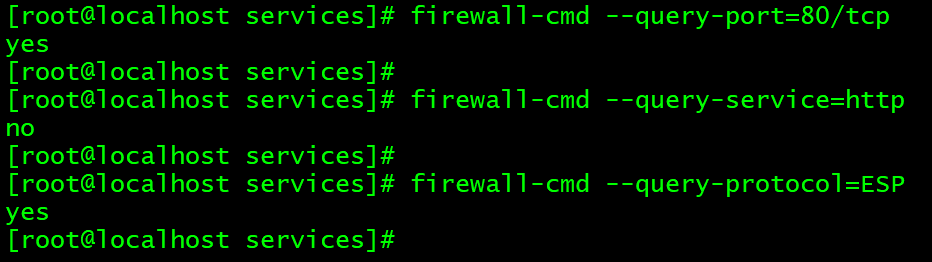 [root@localhost services]# firewall-cmd --query-port=80/tcp
yes
[root@localhost services]#
[root@localhost services]# firewall-cmd --query-service=http
no
[root@localhost services]#
[root@localhost services]# firewall-cmd --query-protocol=ESP
yes
[root@localhost services]#